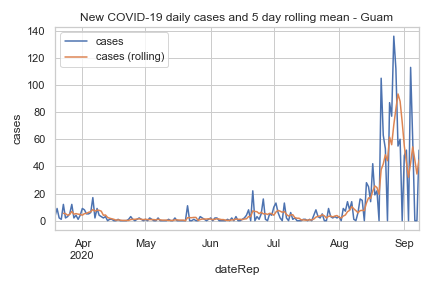 New COVID-19 daily cases and 5 day rolling mean - Guam
cases
cases (rolling)
140
120
100
80
60
40
20
0
cases
Apr
2020
May
Jun
Jul
Aug
Sep
dateRep